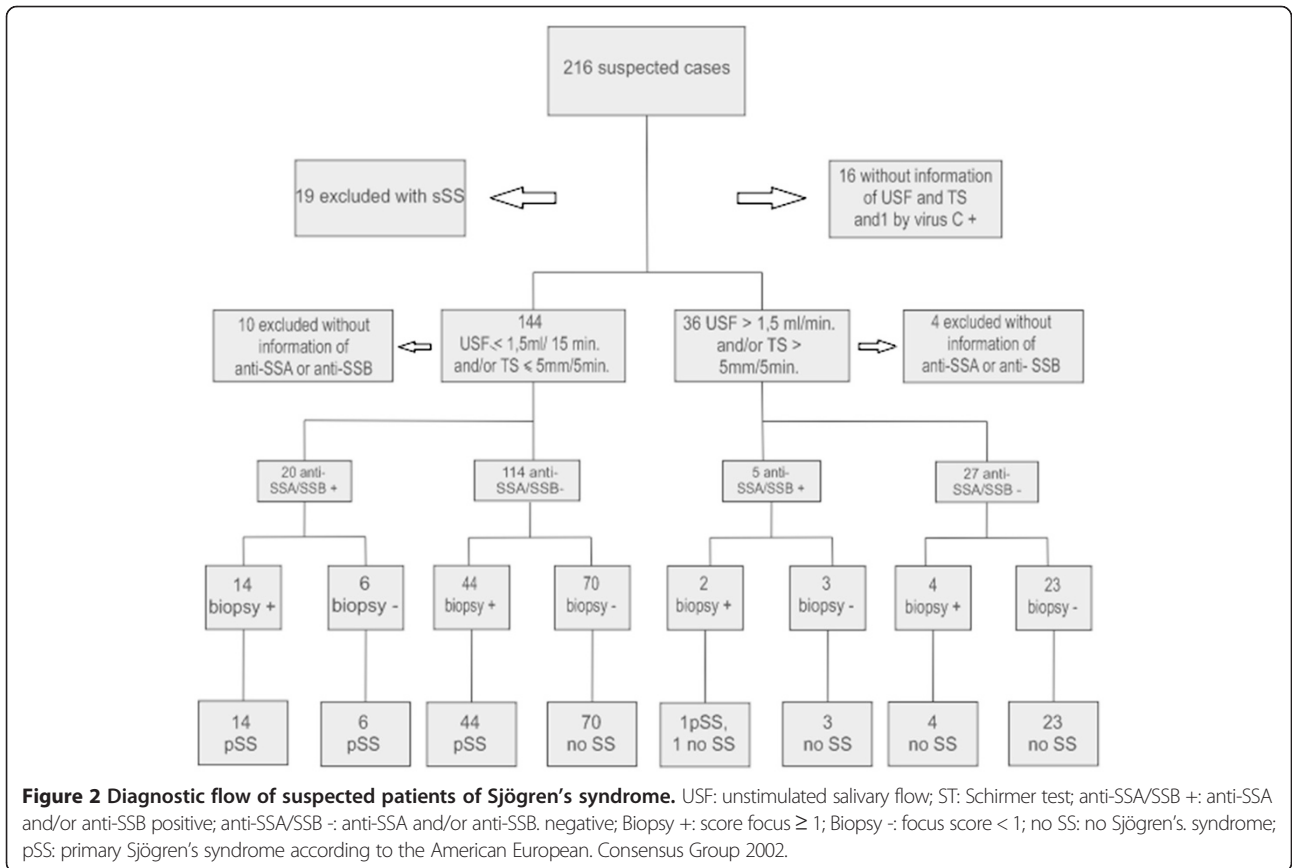 216 suspected cases
19 excluded with sSS
16 without information
of USF and TS
and1 by virus C +
10 excluded without
information of
anti-SSA or anti-SSB
144
USF.< 1,5ml/ 15 min.
and/or TS ⩽ 5mm/5min.
36 USF > 1,5 ml/min.
and/or TS >
5mm/5min.
4 excluded without
information of
anti-SSA or anti- SSB
20 anti-
SSA/SSB +
114 anti-
SSA/SSB-
5 anti-
SSA/SSB +
27 anti-
SSA/SSB -
14
biopsy +
6
biopsy -
44
biopsy +
70
biopsy -
2
biopsy +
3
biopsy-
4
biopsy +
23
biopsy -
14
pSS
6
pSS
44
pSS
70
no SS
1pSS,
1 no SS
3
no SS
4
no SS
23
no SS
Figure 2 Diagnostic flow of suspected patients of Sjögren's syndrome. USF: unstimulated salivary flow; ST: Schirmer test; anti-SSA/SSB +: anti-SSA
and/or anti-SSB positive; anti-SSA/SSB -: anti-SSA and/or anti-SSB. negative; Biopsy +: score focus ≥ 1; Biopsy -: focus score < 1; no SS: no Sjögren's. syndrome;
pSS: primary Sjögren's syndrome according to the American European. Consensus Group 2002.